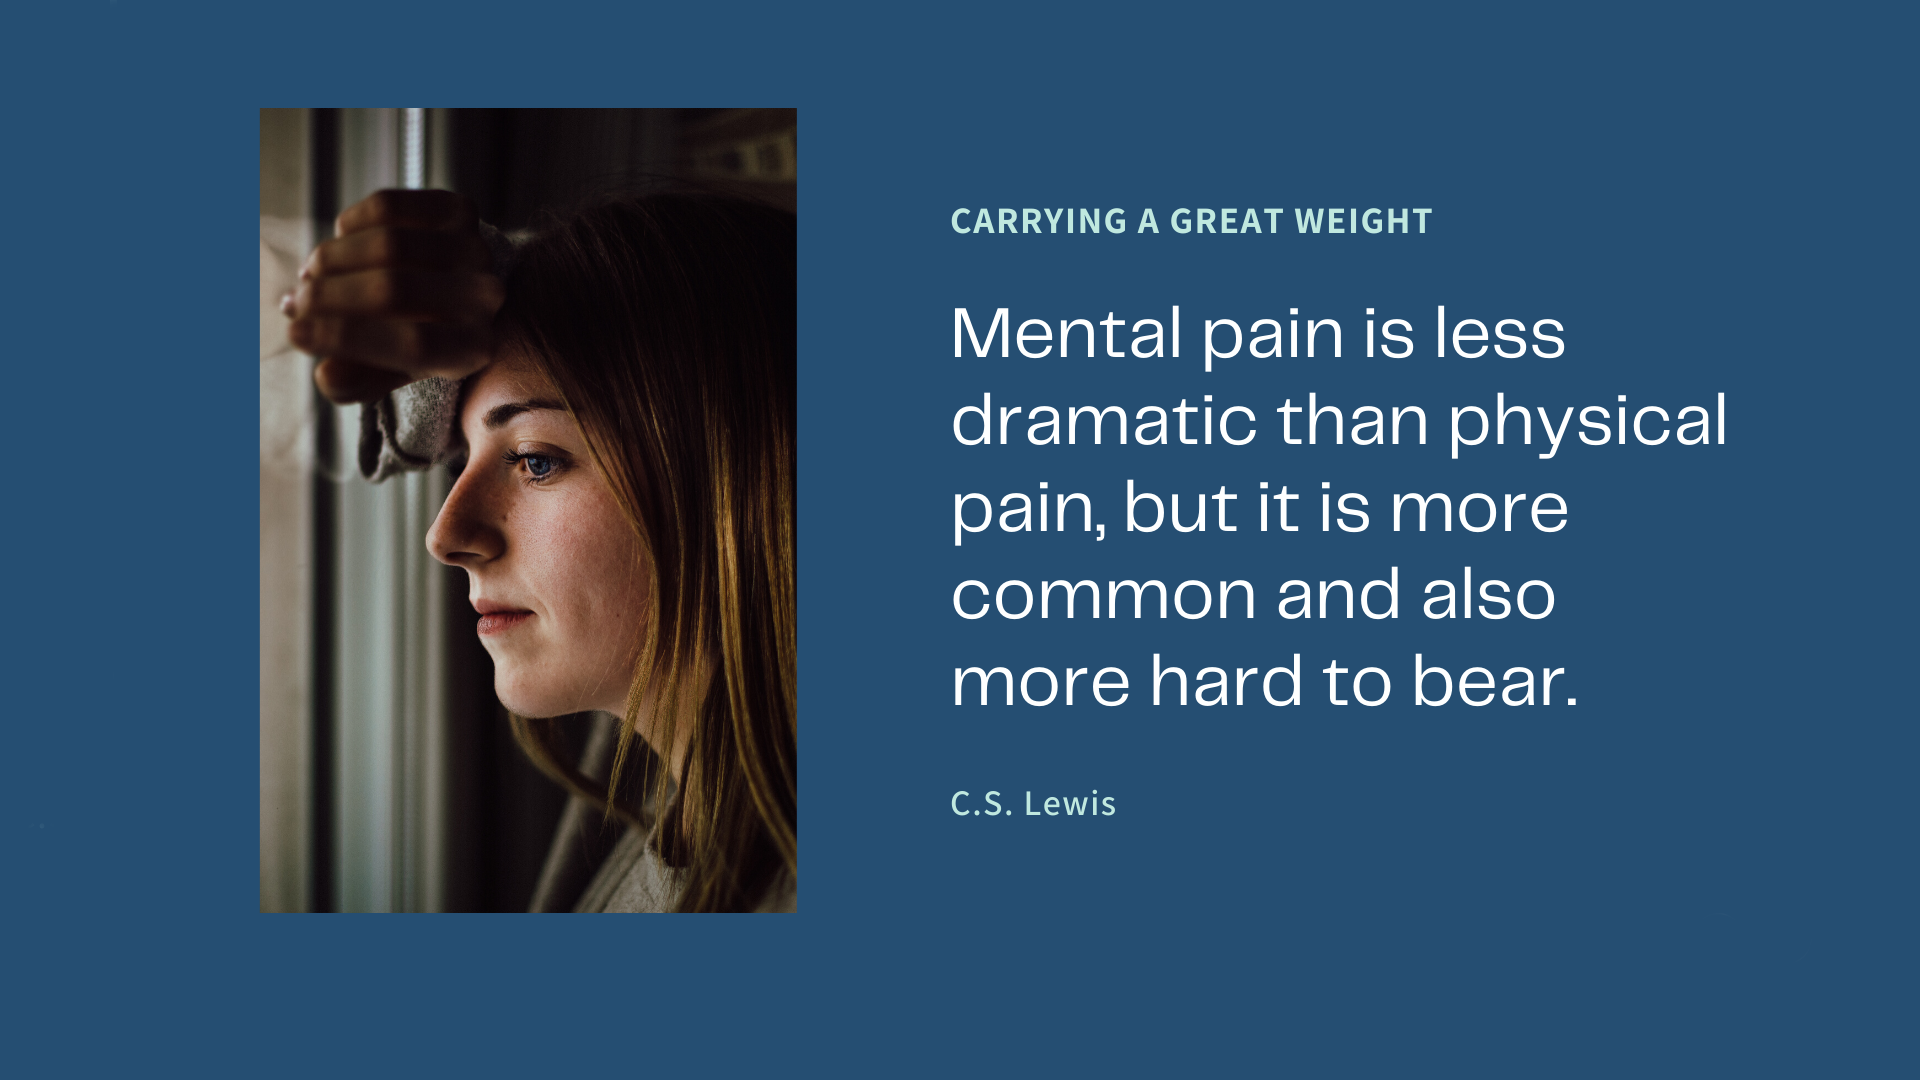 CARRYING A GREAT WEIGHT
Mental pain is less
dramatic than physical
pain, but it is more
common and also
more hard to bear.
C.S. Lewis